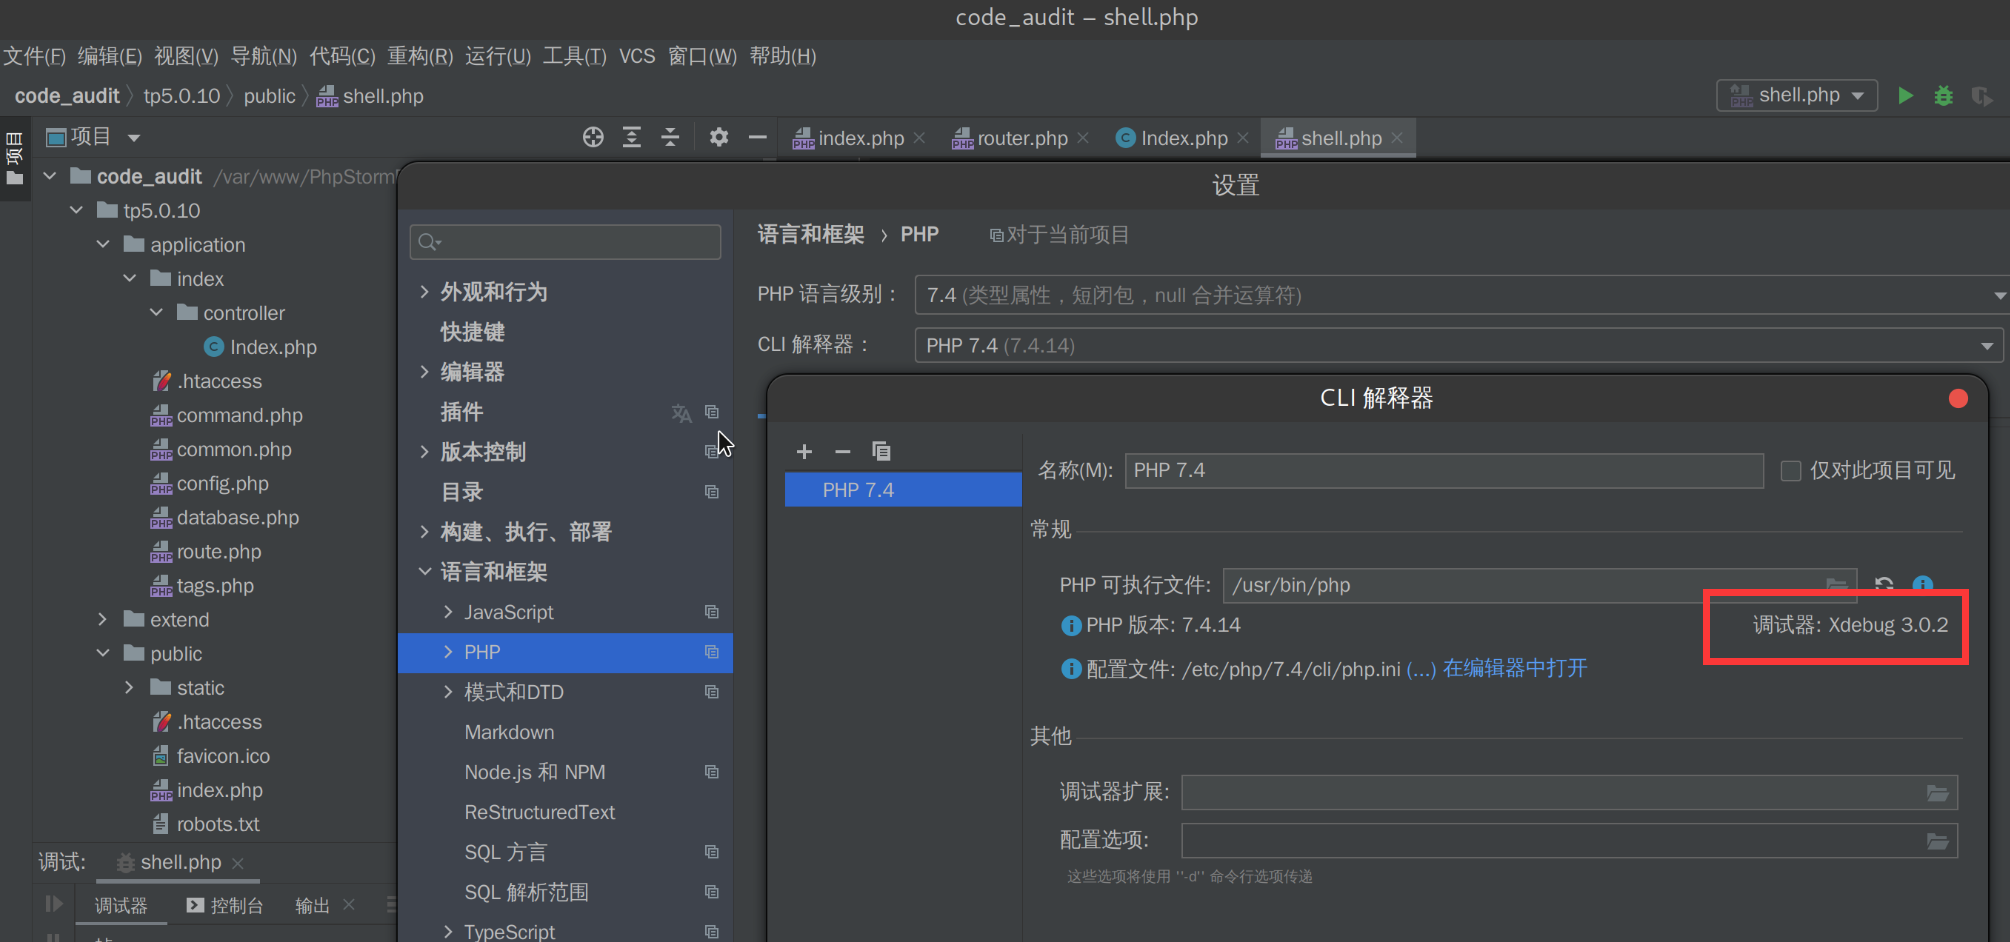 code_audit – shell.php
文件(F) 编辑(E) 视图(V) 导航(N) 代码(C) 重构(R) 运行(U) 工具(T) VCS 窗口(W) 帮助(H)
code_audit tp5.0.10 public shell.php
shell.php
项目
项目
index.php router.php Index.php shell.php
code_audit /var/www/PhpStorm
tp5.0.10
application
index
controller
Index.php
.htaccess
command.php
common.php
config.php
database.php
route.php
tags.php
extend
public
static
.htaccess
favicon.ico
index.php
robots.txt
调试: shell.php
调试器 控制台 输出
设置
外观和行为
快捷键
编辑器
插件
版本控制
目录
构建、执行、部署
语言和框架
JavaScript
PHP
模式和DTD
Markdown
Node.js 和 NPM
ReStructuredText
SQL 方言
SQL 解析范围
TypeScript
语言和框架 › PHP 对于当前项目
PHP 语言级别： 7.4 (类型属性，短闭包，null 合并运算符)
CLI 解释器： PHP 7.4 (7.4.14)
CLI 解释器
PHP 7.4
名称(M): PHP 7.4 仅对此项目可见
常规
PHP 可执行文件: /usr/bin/php
PHP 版本: 7.4.14 调试器: Xdebug 3.0.2
配置文件: /etc/php/7.4/cli/php.ini (...) 在编辑器中打开
其他
调试器扩展:
配置选项:
这些选项将使用 ''-d'' 命令行选项传递